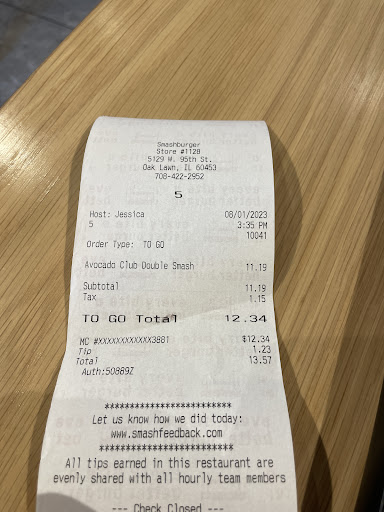 Smashburger
Store #1128
5129 W. 95th St.
Oak Lawn, IL 60453
708-422-2952
5
Host: Jessica 08/01/2023
5 3:35 PM
10041
Order Type: TO GO
Avocado Club Double Smash 11.19
Subtotal 11.19
Tax 1.15
TO GO Total 12.34
MC #XXXXXXXXXXXX3881 $12.34
Tip 1.23
Total 13.57
Auth:50889Z
************************
Let us know how we did today:
www.smashfeedback.com
*************************
All tips earned in this restaurant are
evenly shared with all hourly team members
--- Check Closed ---